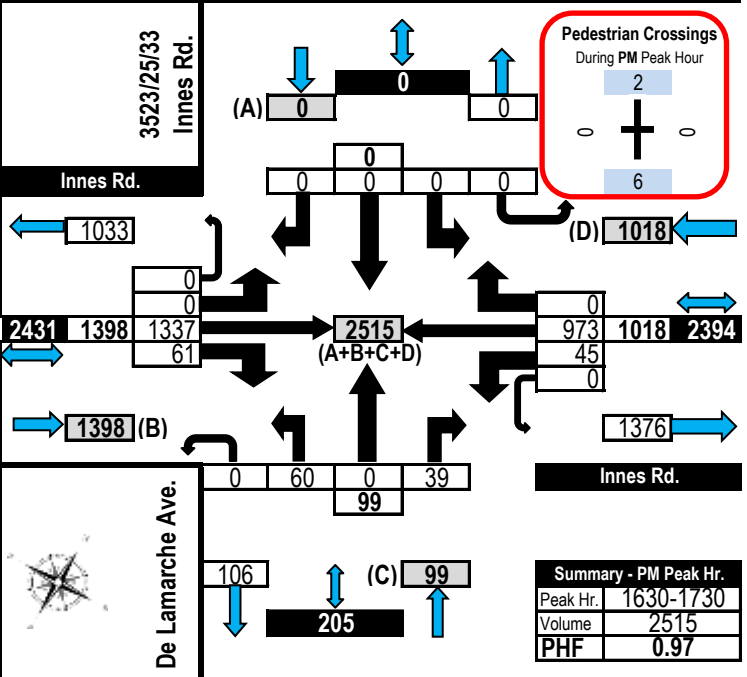 3523/25/33
Innes Rd.
0
(A) 0 0
Pedestrian Crossings
During PM Peak Hour
2
0 0
6
Innes Rd.
0
0 0 0 0
1033
(D) 1018
0
0
2431 1398 1337
61
2515
(A+B+C+D)
0
973 1018 2394
45
0
1398 (B)
1376
0 60 0 39
99
Innes Rd.
De Lamarche Ave.
106
(C) 99
205
Summary - PM Peak Hr.
Peak Hr. 1630-1730
Volume 2515
PHF 0.97